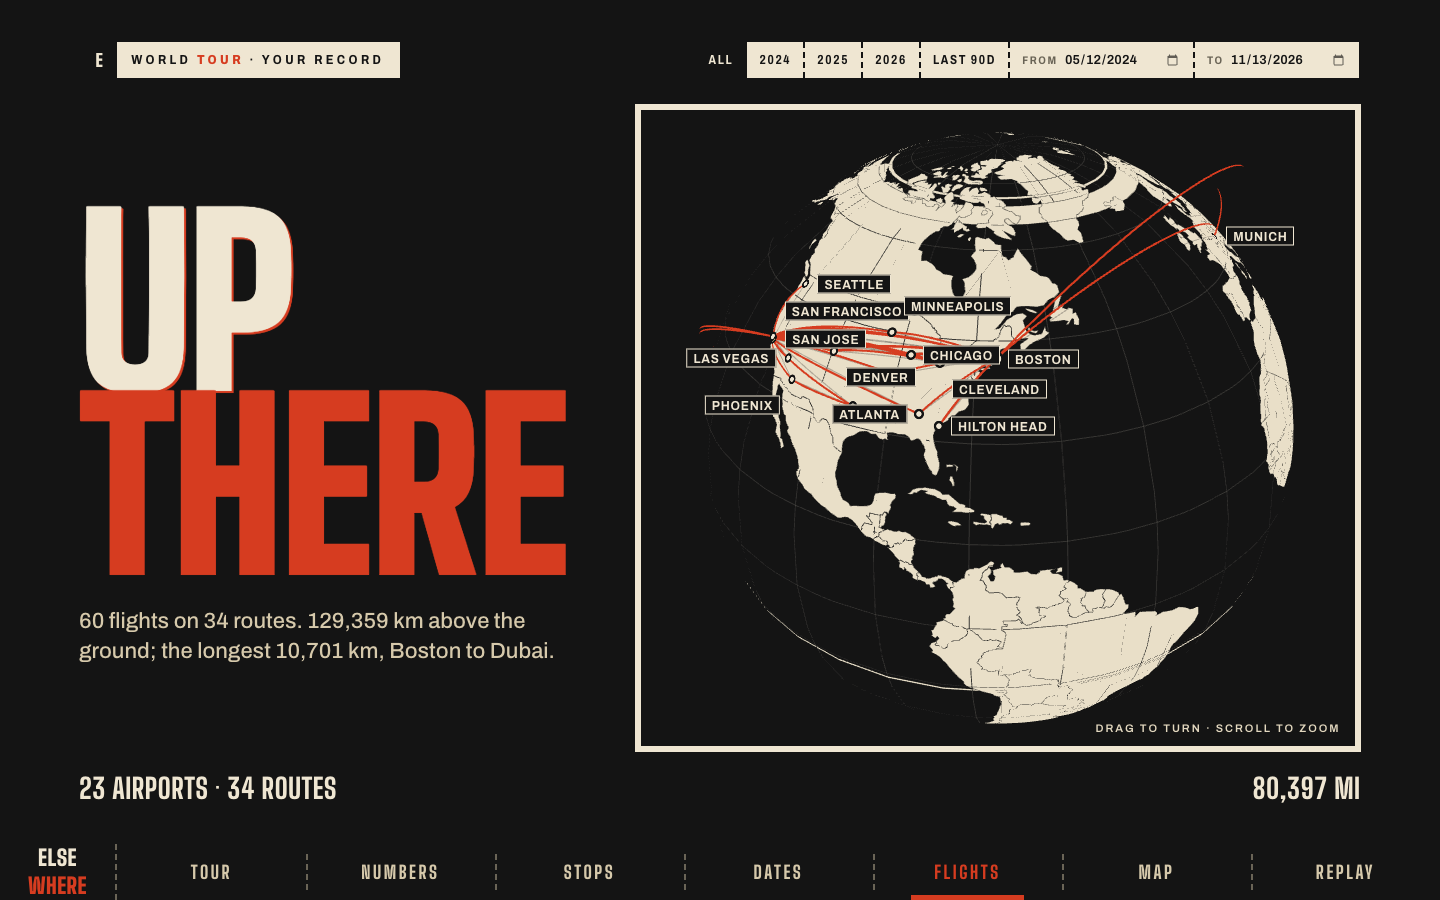 E
WORLD TOUR · YOUR RECORD
ALL
2024
2025
2026
LAST 90D
FROM 05/12/2024
TO 11/13/2026
UP
THERE
60 flights on 34 routes. 129,359 km above the
ground; the longest 10,701 km, Boston to Dubai.
MUNICH
SEATTLE
SAN FRANCISCO
MINNEAPOLIS
SAN JOSE
LAS VEGAS
CHICAGO
BOSTON
DENVER
CLEVELAND
PHOENIX
ATLANTA
HILTON HEAD
DRAG TO TURN · SCROLL TO ZOOM
23 AIRPORTS · 34 ROUTES
80,397 MI
ELSE
WHERE
TOUR
NUMBERS
STOPS
DATES
FLIGHTS
MAP
REPLAY